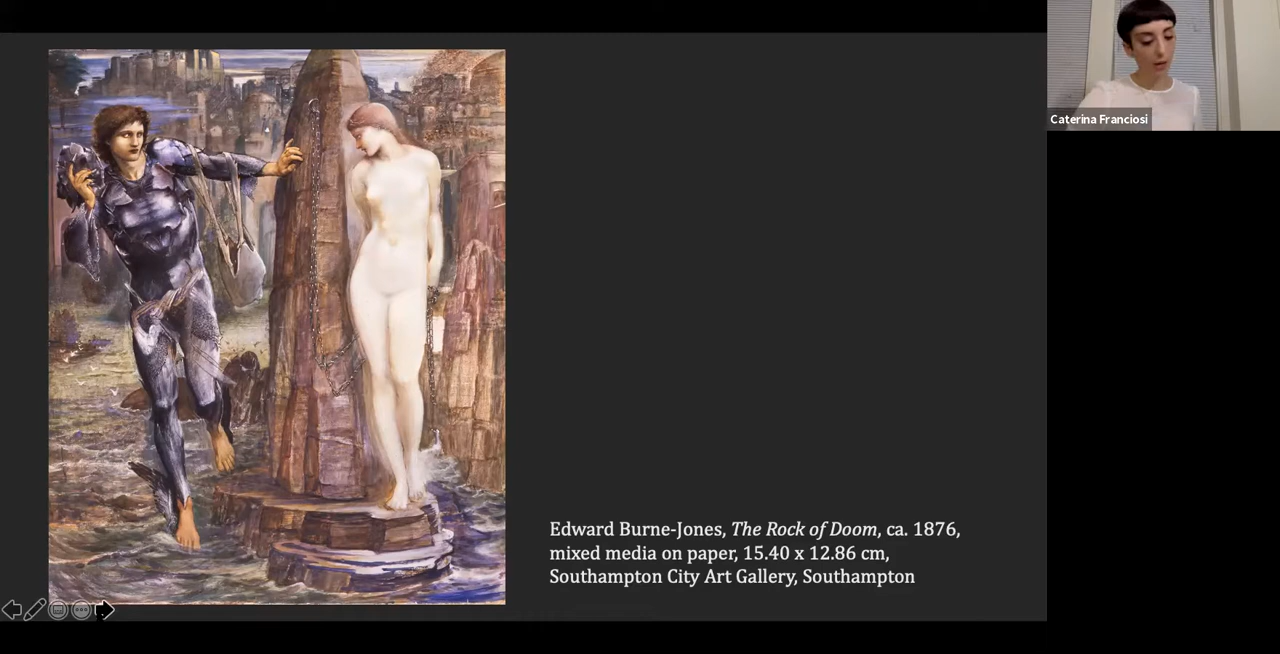 Caterina Franciosi
Edward Burne-Jones, The Rock of Doom, ca. 1876,
mixed media on paper, 15.40 x 12.86 cm,
Southampton City Art Gallery, Southampton